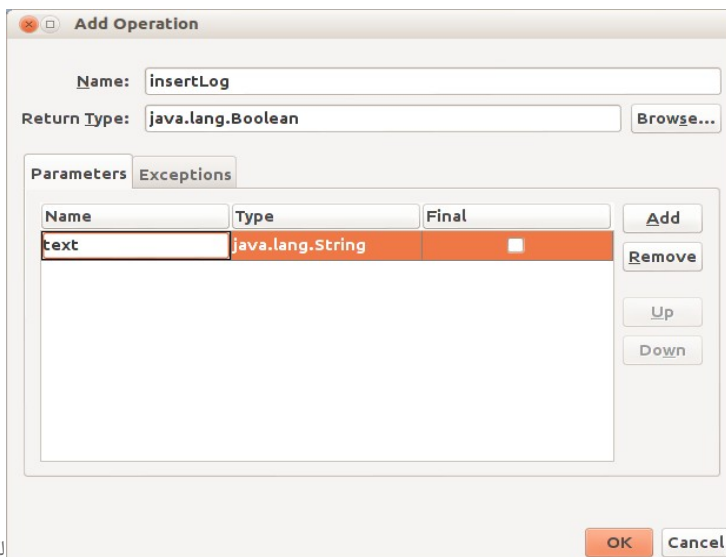 Add Operation
Name: insertLog
Return Type: java.lang.Boolean Browse...
Parameters Exceptions
Name Type Final Add
text java.lang.String Remove
Up
Down
OK Cancel